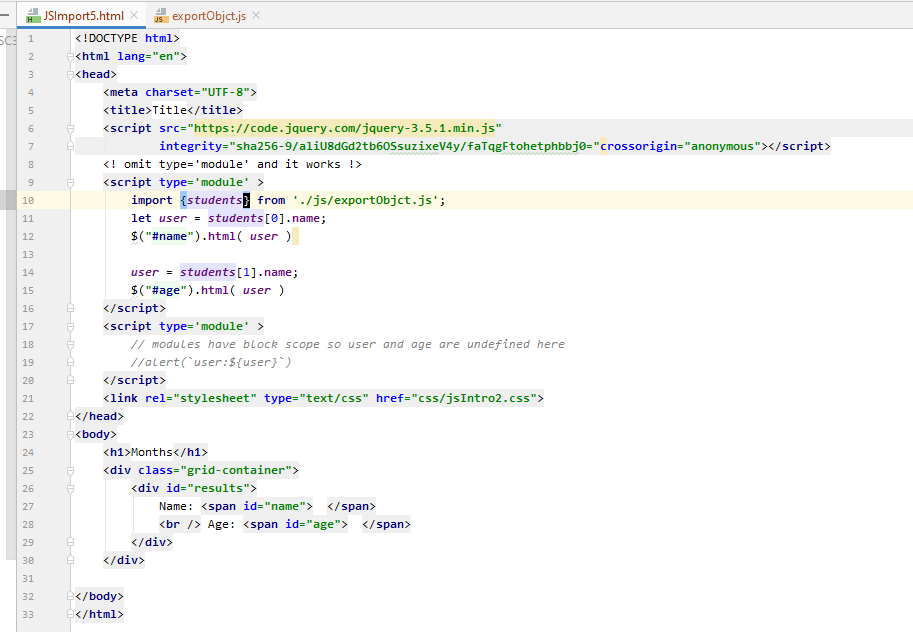 JSImport5.html exportObjct.js
1 <!DOCTYPE html>
2 <html lang="en">
3 <head>
4 <meta charset="UTF-8">
5 <title>Title</title>
6 <script src="https://code.jquery.com/jquery-3.5.1.min.js"
7 integrity="sha256-9/aliU8dGd2tb6OSsuzixeV4y/faTqgFtohetphbbj0="crossorigin="anonymous"></script>
8 <! omit type='module' and it works !>
9 <script type='module' >
10 import {students} from './js/exportObjct.js';
11 let user = students[0].name;
12 $("#name").html( user )
13
14 user = students[1].name;
15 $("#age").html( user )
16 </script>
17 <script type='module' >
18 // modules have block scope so user and age are undefined here
19 //alert(`user:${user}`)
20 </script>
21 <link rel="stylesheet" type="text/css" href="css/jsIntro2.css">
22 </head>
23 <body>
24 <h1>Months</h1>
25 <div class="grid-container">
26 <div id="results">
27 Name: <span id="name"> </span>
28 <br /> Age: <span id="age"> </span>
29 </div>
30 </div>
31
32 </body>
33 </html>